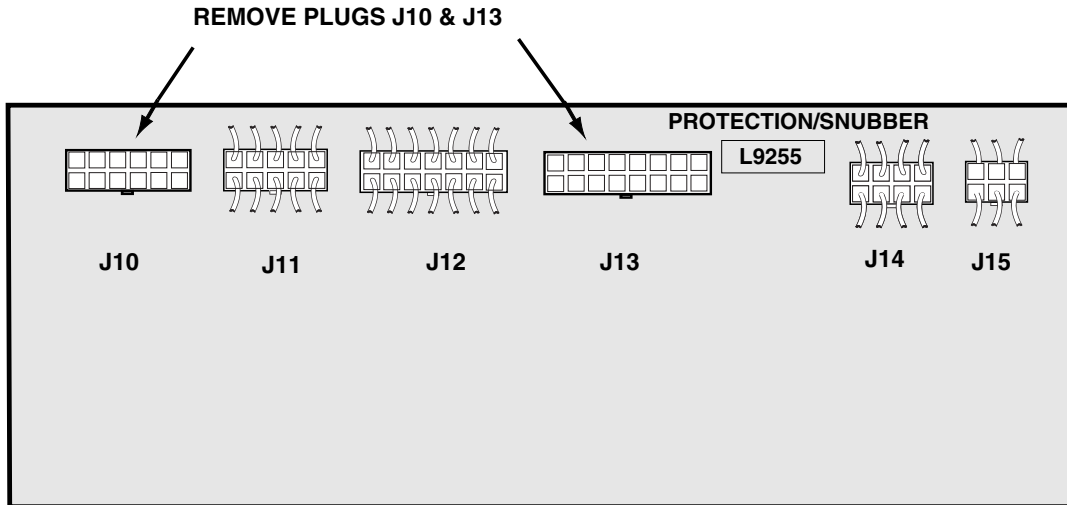 REMOVE PLUGS J10 & J13
PROTECTION/SNUBBER
L9255
J10
J11
J12
J13
J14
J15